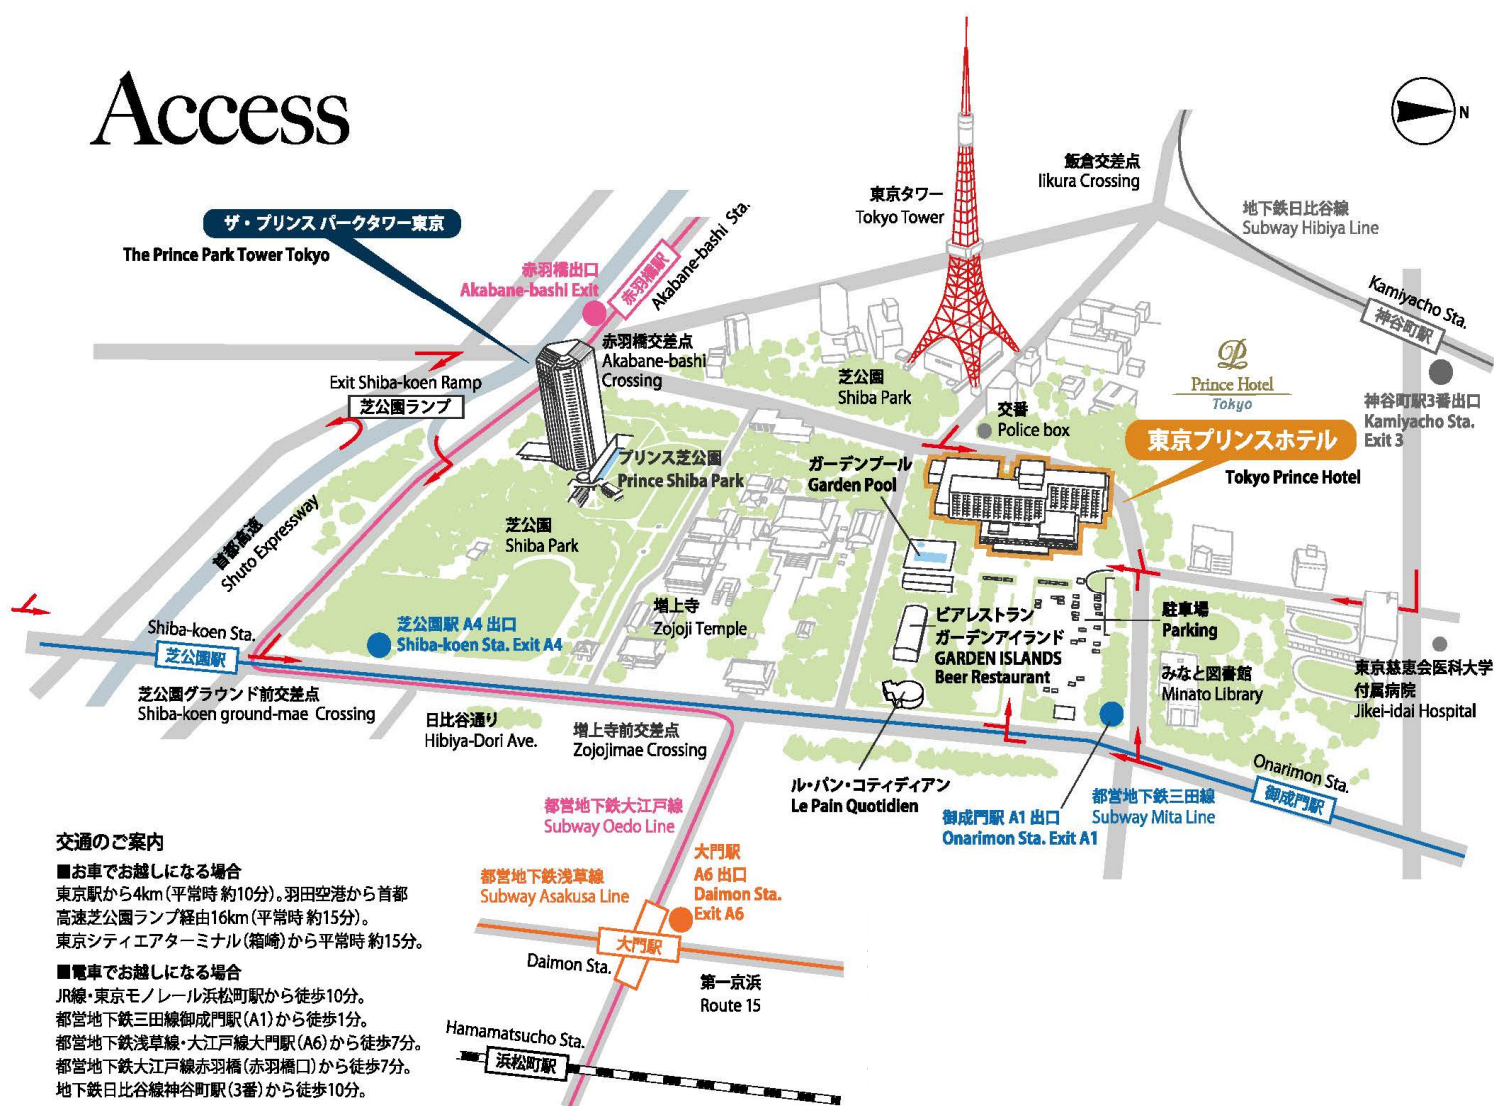 Access
N
ザ・プリンス パークタワー東京
The Prince Park Tower Tokyo
赤羽橋出口
Akabane-bashi Exit
赤羽橋駅
Akabane-bashi Sta.
赤羽橋交差点
Akabane-bashi
Crossing
東京タワー
Tokyo Tower
飯倉交差点
Iikura Crossing
地下鉄日比谷線
Subway Hibiya Line
Kamiyacho Sta.
神谷町駅
神谷町駅3番出口
Kamiyacho Sta.
Exit 3
Exit Shiba-koen Ramp
芝公園ランプ
芝公園
Shiba Park
交番
Police box
Prince Hotel
Tokyo
東京プリンスホテル
Tokyo Prince Hotel
プリンス芝公園
Prince Shiba Park
ガーデンプール
Garden Pool
首都高速
Shuto Expressway
芝公園
Shiba Park
増上寺
Zojoji Temple
ビアレストラン
ガーデンアイランド
GARDEN ISLANDS
Beer Restaurant
駐車場
Parking
みなと図書館
Minato Library
東京慈恵会医科大学
付属病院
Jikei-idai Hospital
Shiba-koen Sta.
芝公園駅
芝公園駅 A4 出口
Shiba-koen Sta. Exit A4
芝公園グラウンド前交差点
Shiba-koen ground-mae Crossing
日比谷通り
Hibiya-Dori Ave.
増上寺前交差点
Zojojimae Crossing
ル・パン・コティディアン
Le Pain Quotidien
御成門駅 A1 出口
Onarimon Sta. Exit A1
都営地下鉄三田線
Subway Mita Line
Onarimon Sta.
御成門駅
都営地下鉄大江戸線
Subway Oedo Line
都営地下鉄浅草線
Subway Asakusa Line
大門駅
A6 出口
Daimon Sta.
Exit A6
大門駅
Daimon Sta.
第一京浜
Route 15
Hamamatsucho Sta.
浜松町駅
交通のご案内
■お車でお越しになる場合
東京駅から4km（平常時 約10分）。羽田空港から首都
高速芝公園ランプ経由16km（平常時 約15分）。
東京シティエアターミナル（箱崎）から平常時 約15分。
■電車でお越しになる場合
JR線・東京モノレール浜松町駅から徒歩10分。
都営地下鉄三田線御成門駅（A1）から徒歩1分。
都営地下鉄浅草線・大江戸線大門駅（A6）から徒歩7分。
都営地下鉄大江戸線赤羽橋（赤羽橋口）から徒歩7分。
地下鉄日比谷線神谷町駅（3番）から徒歩10分。